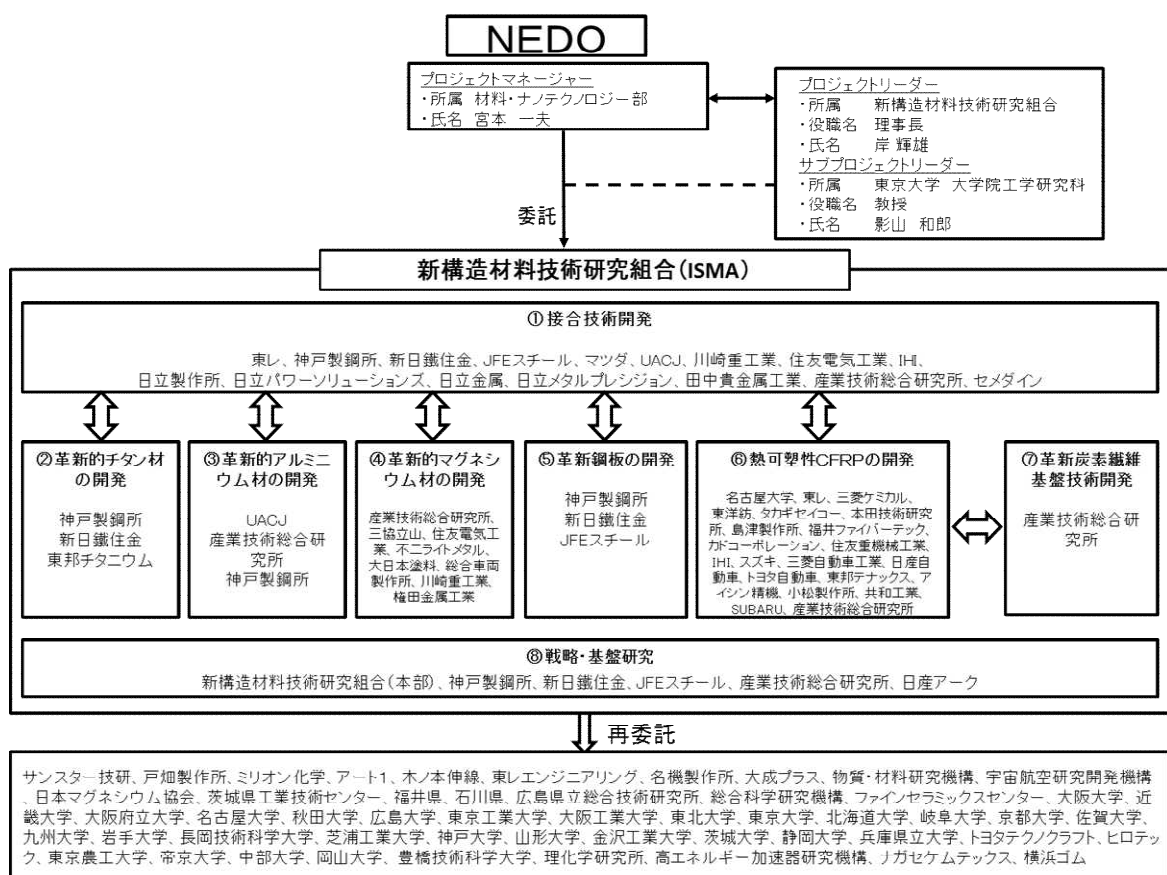 NEDO
プロジェクトマネージャー
・所属 材料・ナノテクノロジー部
・氏名 宮本 一夫
プロジェクトリーダー
・所属 新構造材料技術研究組合
・役職名 理事長
・氏名 岸 輝雄
サブプロジェクトリーダー
・所属 東京大学 大学院工学研究科
・役職名 教授
・氏名 影山 和郎
委託
新構造材料技術研究組合(ISMA)
①接合技術開発
東レ、神戸製鋼所、新日鐵住金、JFEスチール、マツダ、UACJ、川崎重工業、住友電気工業、IHI、
日立製作所、日立パワーソリューションズ、日立金属、日立メタルプレシジョン、田中貴金属工業、産業技術総合研究所、セメダイン
②革新的チタン材
の開発
神戸製鋼所
新日鐵住金
東邦チタニウム
③革新的アルミニ
ウム材の開発
UACJ
産業技術総合研
究所
神戸製鋼所
④革新的マグネシ
ウム材の開発
産業技術総合研究所、
三協立山、住友電気工
業、不二ライトメタル、
大日本塗料、総合車両
製作所、川崎重工業、
権田金属工業
⑤革新鋼板の開発
神戸製鋼所
新日鐵住金
JFEスチール
⑥熱可塑性CFRPの開発
名古屋大学、東レ、三菱ケミカル、
東洋紡、タカギセイコー、本田技術研究
所、島津製作所、福井ファイバーテック、
カドコーポレーション、住友重機械工業、
IHI、スズキ、三菱自動車工業、日産自
動車、トヨタ自動車、東邦テナックス、ア
イシン精機、小松製作所、共和工業、
SUBARU、産業技術総合研究所
⑦革新炭素繊維
基盤技術開発
産業技術総合研
究所
⑧戦略・基盤研究
新構造材料技術研究組合(本部)、神戸製鋼所、新日鐵住金、JFEスチール、産業技術総合研究所、日産アーク
再委託
サンスター技研、戸畑製作所、ミリオン化学、アート1、木ノ本伸線、東レエンジニアリング、名機製作所、大成プラス、物質・材料研究機構、宇宙航空研究開発機構
、日本マグネシウム協会、茨城県工業技術センター、福井県、石川県、広島県立総合技術研究所、総合科学研究機構、ファインセラミックスセンター、大阪大学、近
畿大学、大阪府立大学、名古屋大学、秋田大学、広島大学、東京工業大学、大阪工業大学、東北大学、東京大学、北海道大学、岐阜大学、京都大学、佐賀大学、
九州大学、岩手大学、長岡技術科学大学、芝浦工業大学、神戸大学、山形大学、金沢工業大学、茨城大学、静岡大学、兵庫県立大学、トヨタテクノクラフト、ヒロテッ
ク、東京農工大学、帝京大学、中部大学、岡山大学、豊橋技術科学大学、理化学研究所、高エネルギー加速器研究機構、ナガセケムテックス、横浜ゴム